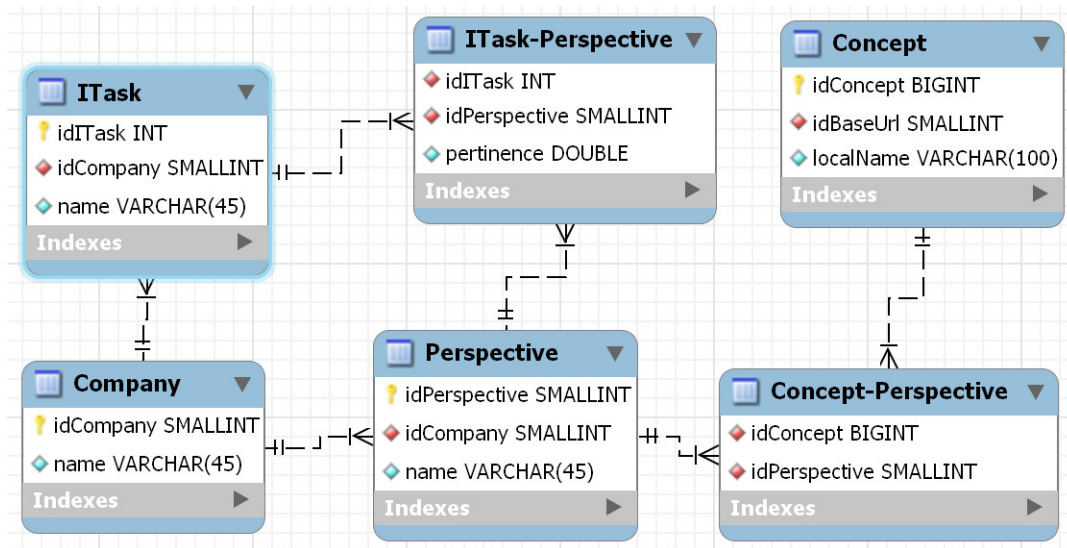 ITask
idITask INT
idCompany SMALLINT
name VARCHAR(45)
Indexes
ITask-Perspective
idITask INT
idPerspective SMALLINT
pertinence DOUBLE
Indexes
Concept
idConcept BIGINT
idBaseUrl SMALLINT
localName VARCHAR(100)
Indexes
Company
idCompany SMALLINT
name VARCHAR(45)
Indexes
Perspective
idPerspective SMALLINT
idCompany SMALLINT
name VARCHAR(45)
Indexes
Concept-Perspective
idConcept BIGINT
idPerspective SMALLINT
Indexes